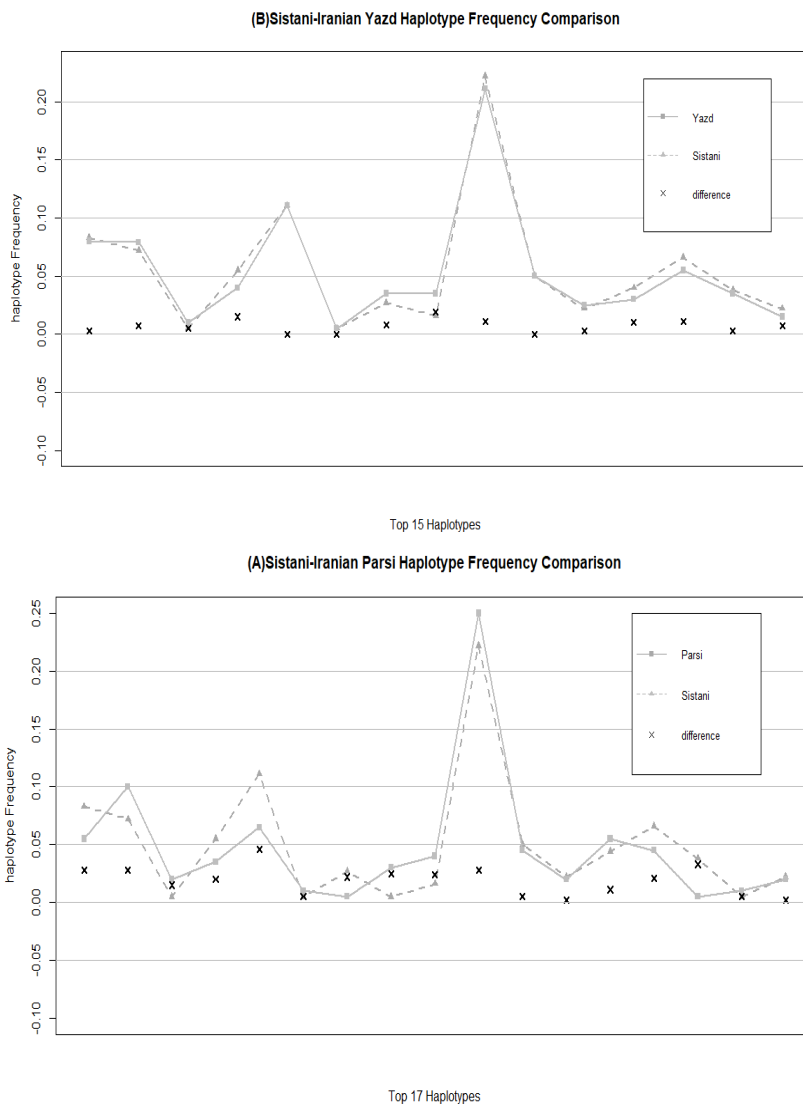 (B)Sistani-Iranian Yazd Haplotype Frequency Comparison
haplotype Frequency
0.20
0.15
0.10
0.05
0.00
-0.05
-0.10
Yazd
Sistani
difference
Top 15 Haplotypes
(A)Sistani-Iranian Parsi Haplotype Frequency Comparison
haplotype Frequency
0.25
0.20
0.15
0.10
0.05
0.00
-0.05
-0.10
Parsi
Sistani
difference
Top 17 Haplotypes